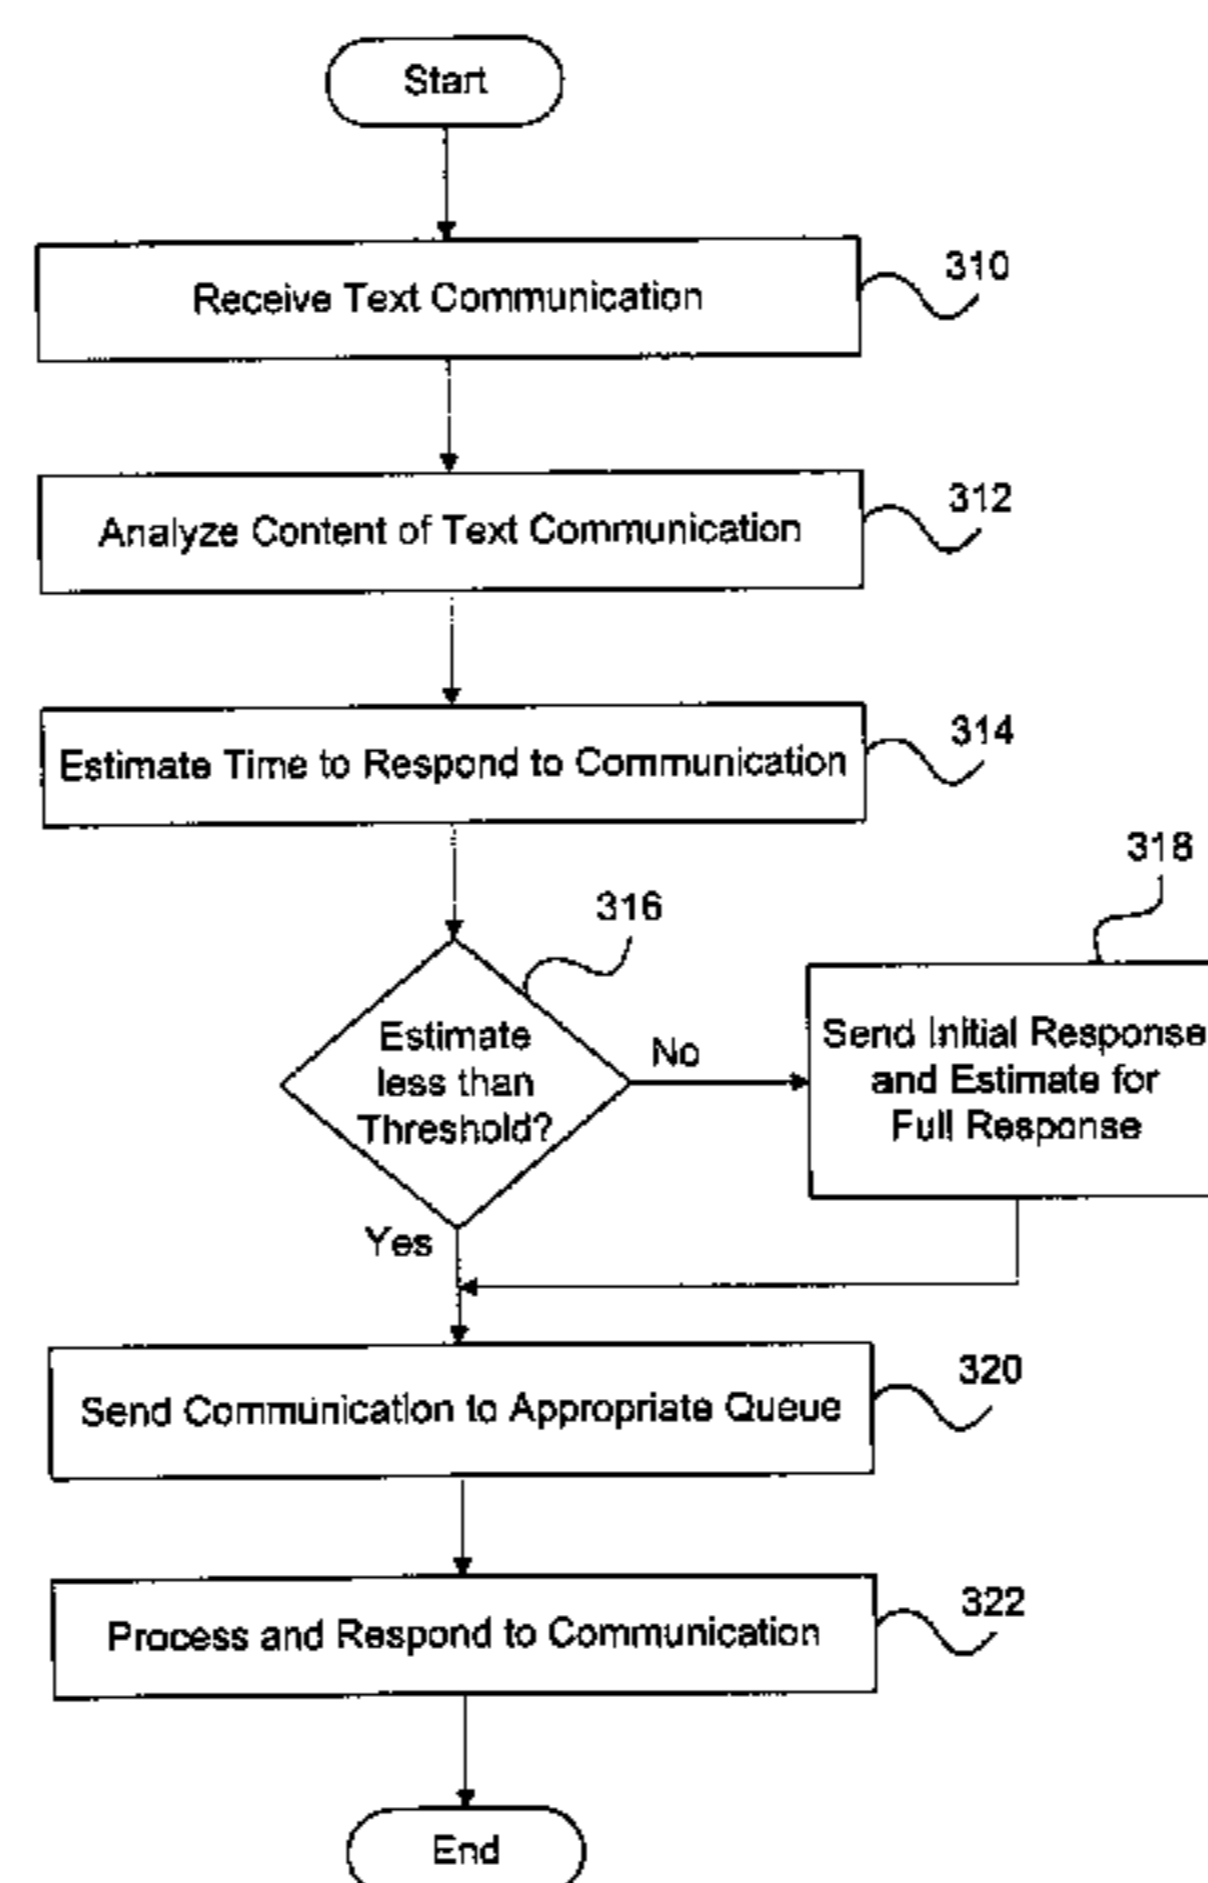 Start
Receive Text Communication
310
Analyze Content of Text Communication
312
Estimate Time to Respond to Communication
314
316
318
Estimate
less than
Threshold?
No
Send Initial Response
and Estimate for
Full Response
Yes
Send Communication to Appropriate Queue
320
Process and Respond to Communication
322
End